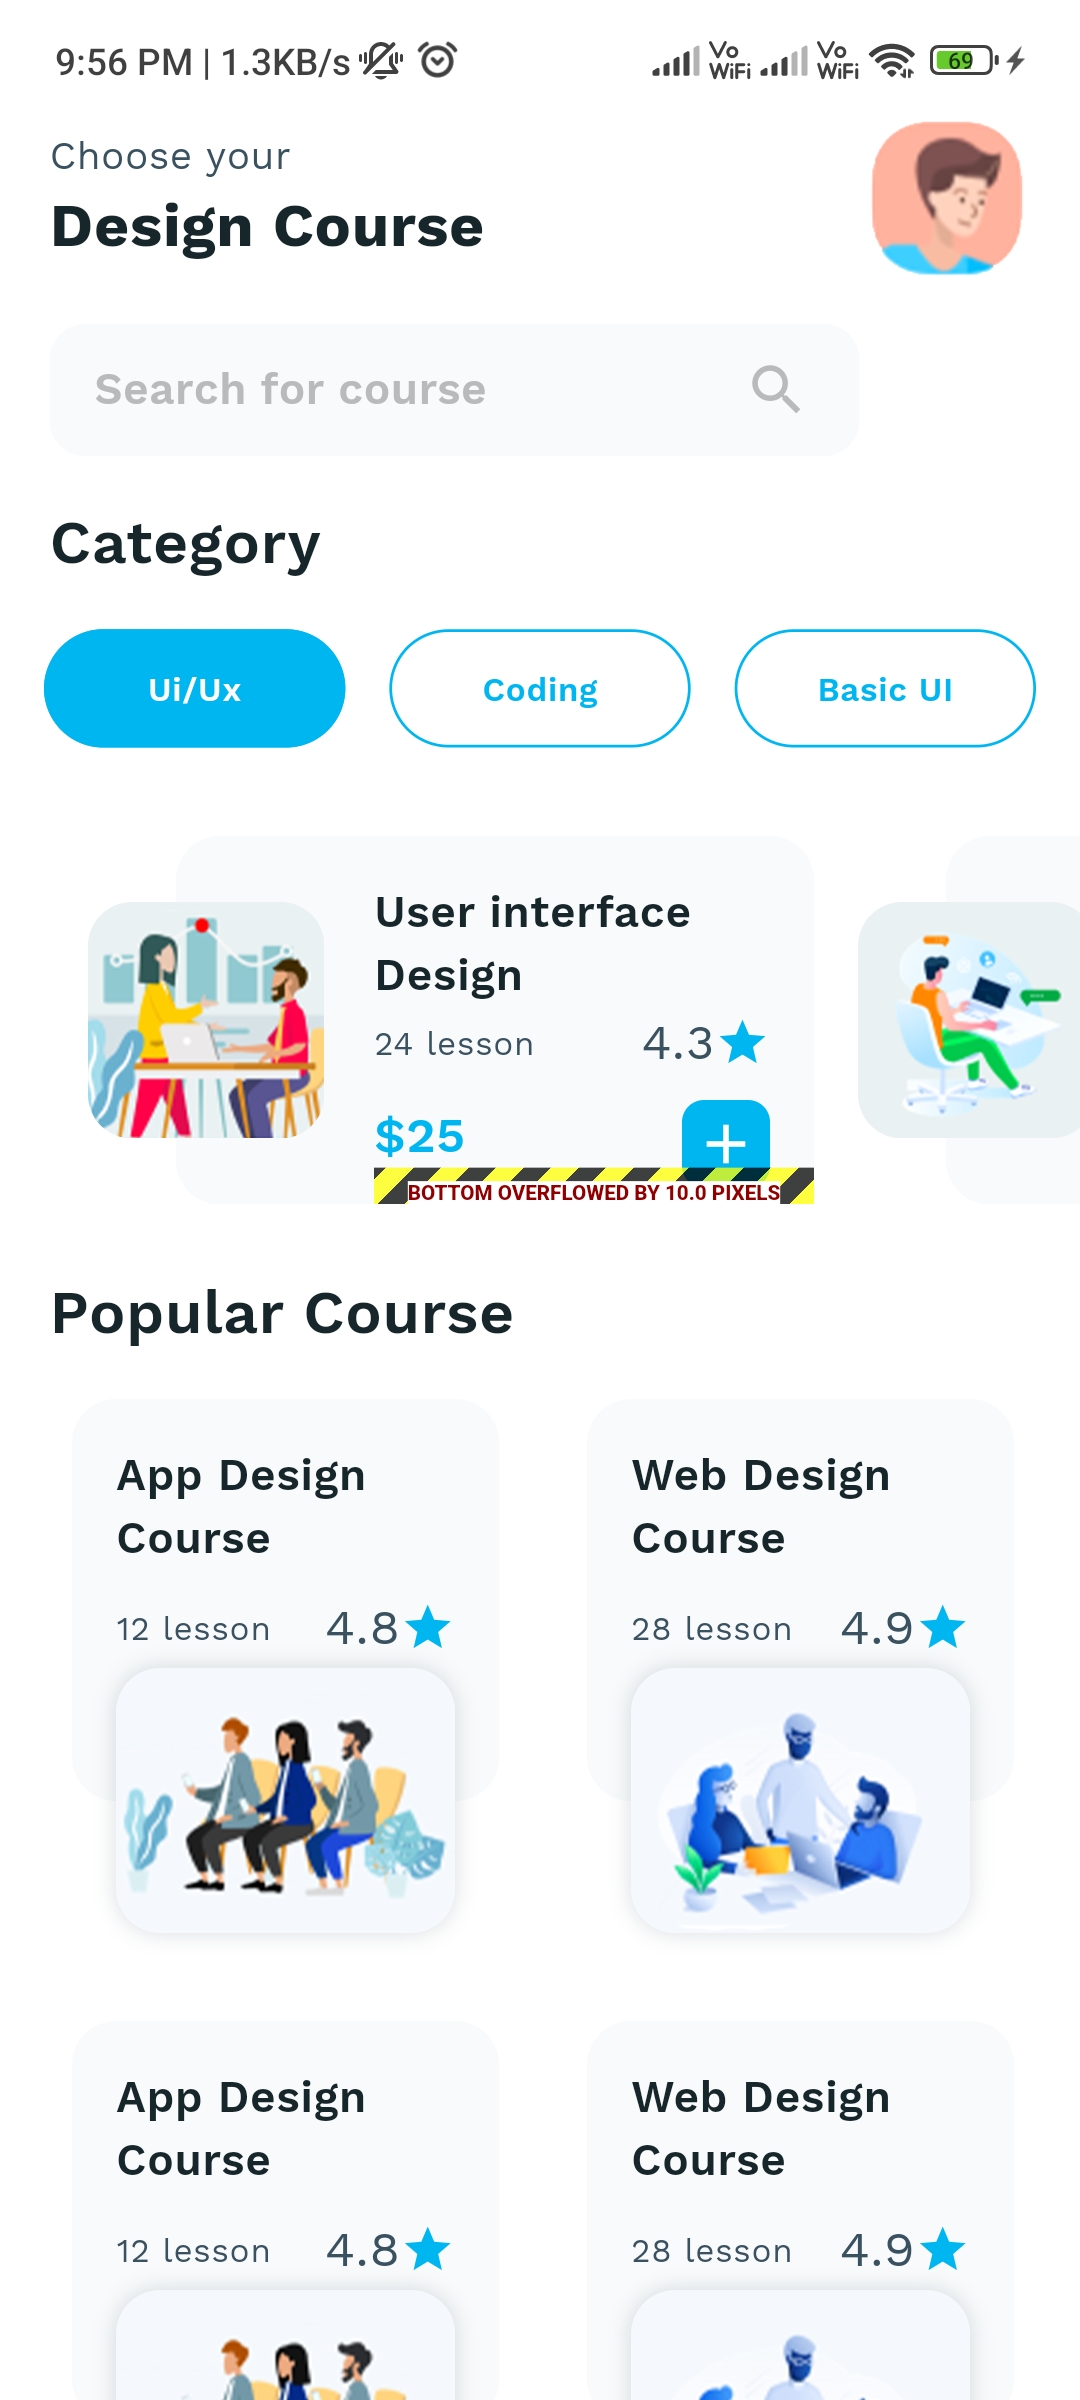 9:56 PM | 1.3KB/s Vo WiFi Vo WiFi 69
Choose your
Design Course
Search for course
Category
Ui/Ux Coding Basic UI
User interface
Design
24 lesson 4.3
$25
BOTTOM OVERFLOWED BY 10.0 PIXELS
Popular Course
App Design
Course
12 lesson 4.8
Web Design
Course
28 lesson 4.9
App Design
Course
12 lesson 4.8
Web Design
Course
28 lesson 4.9